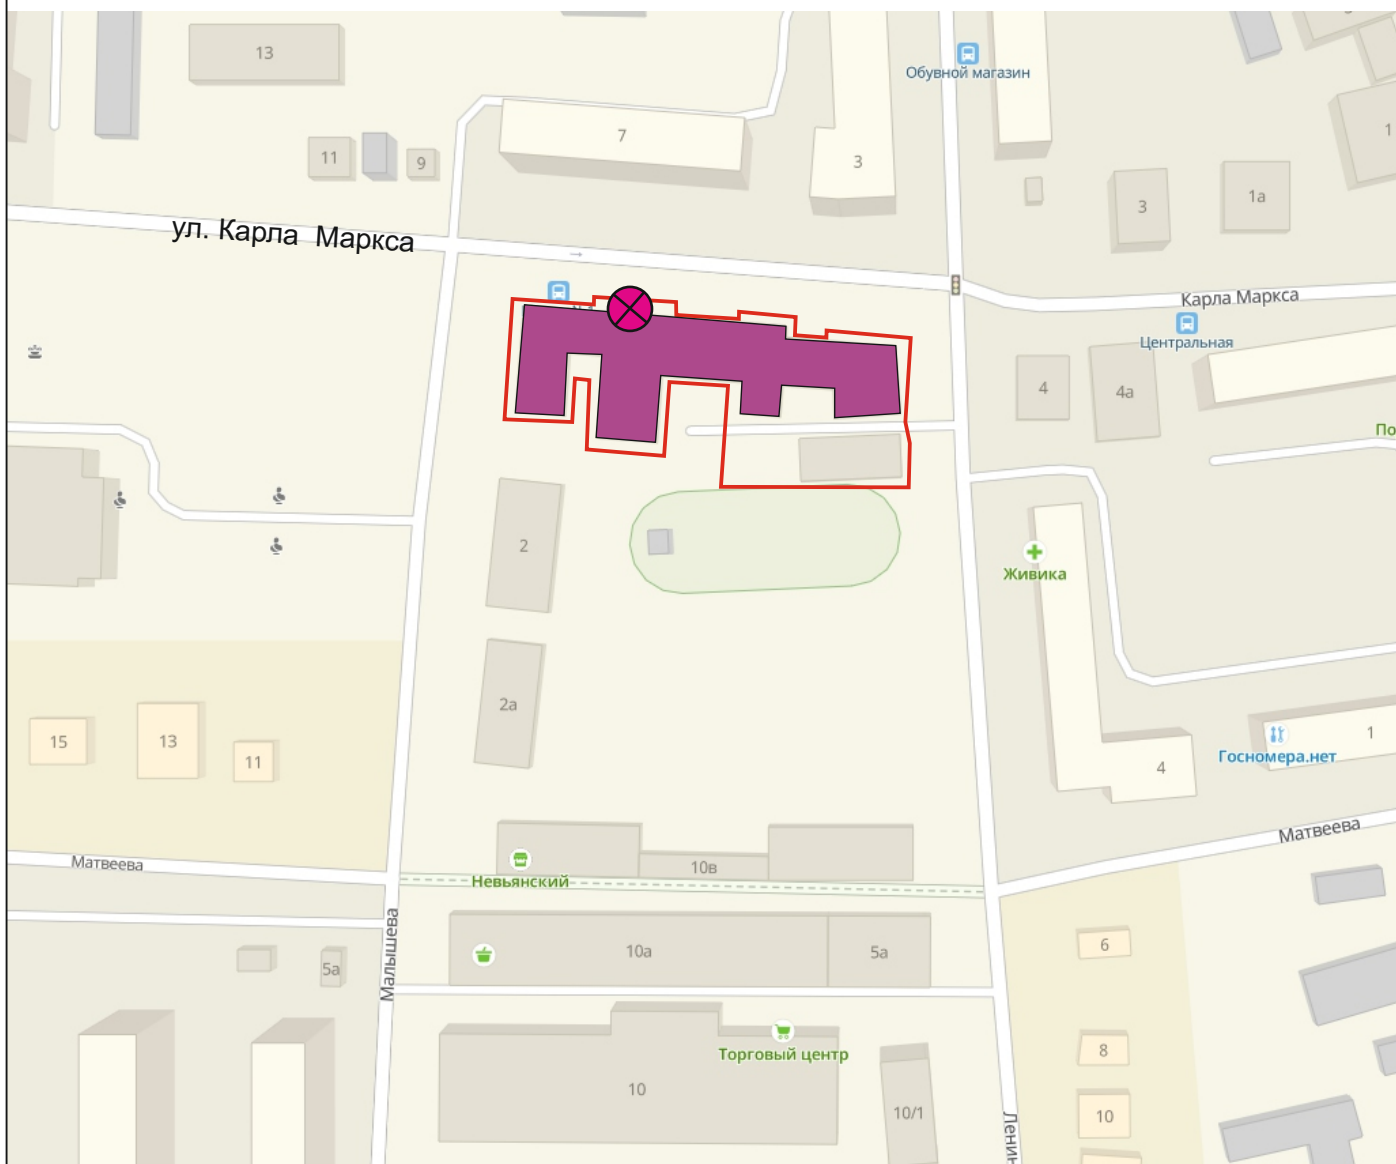 13
Обувной магазин
7
3
1
11
9
3
1а
ул. Карла Маркса
Карла Маркса
Центральная
4
4а
По
2
Живика
2а
15
13
11
4
1
Госномера.нет
Матвеева
Матвеева
10в
Невьянский
Малышева
10а
5а
6
5а
Торговый центр
8
10
10/1
10
Ленин